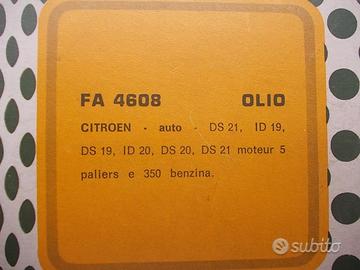 FA 4608 OLIO
CITROEN - auto - DS 21, ID 19,
DS 19, ID 20, DS 20, DS 21 moteur 5
paliers e 350 benzina.
subito